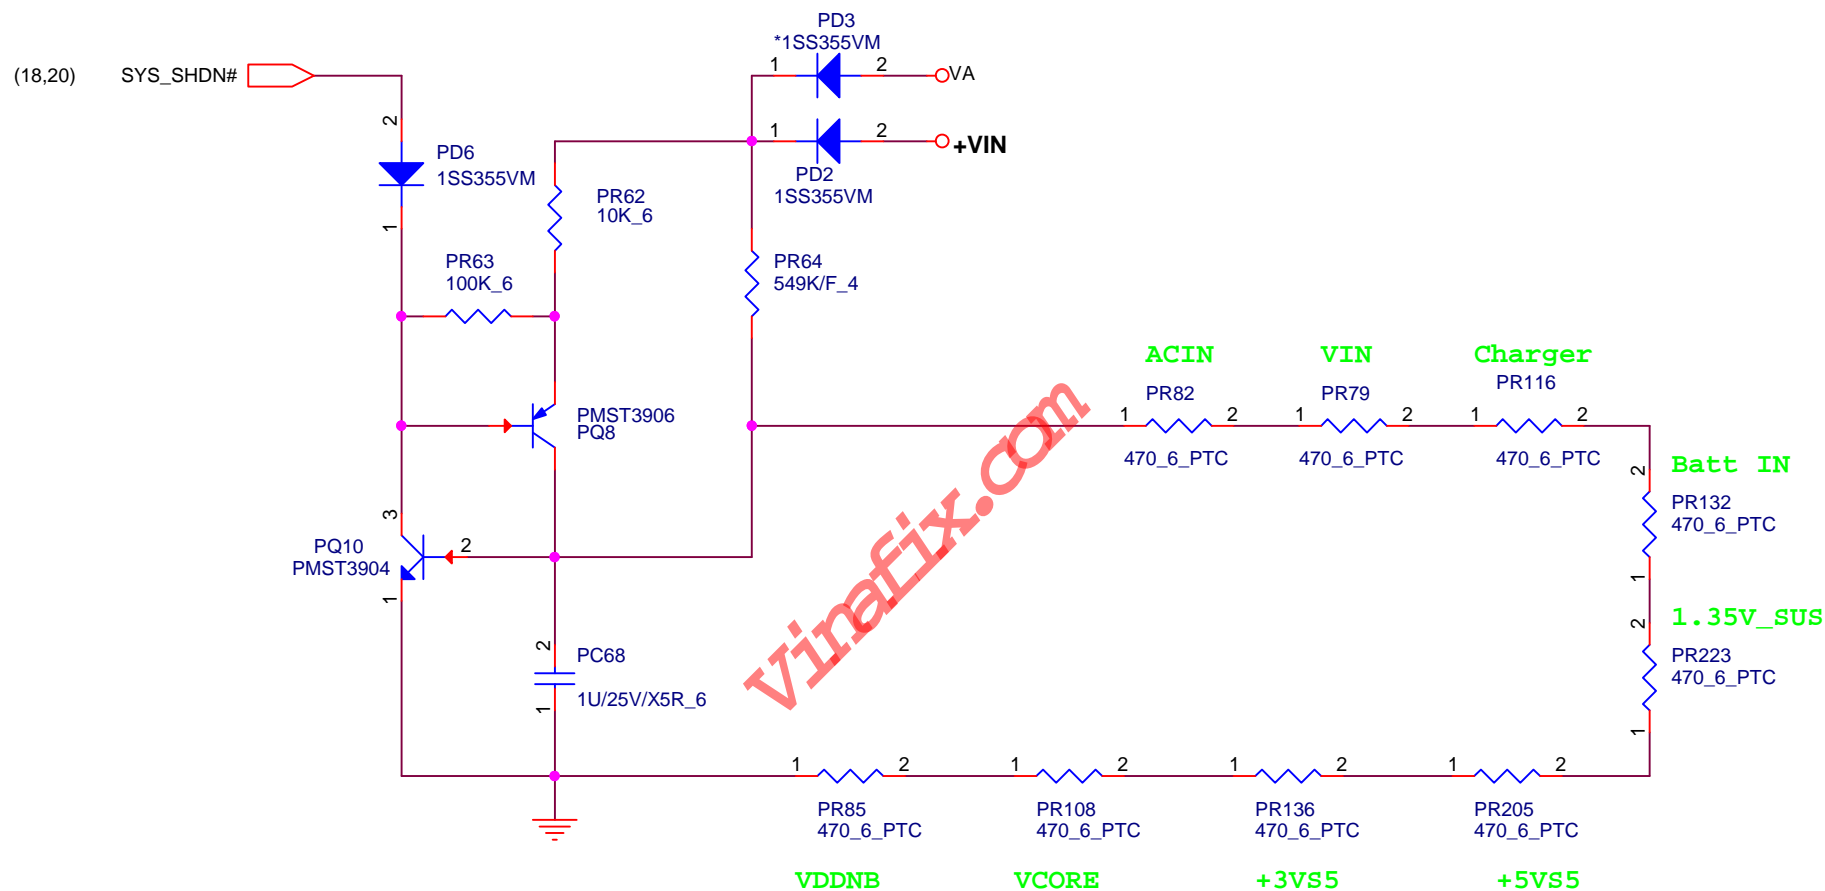 PD3
*1SS355VM
1 2
VA
(18,20) SYS_SHDN#
1 2
+VIN
PD2
1SS355VM
2
PD6
1SS355VM
1
PR62
10K_6
PR63
100K_6
PR64
549K/F_4
ACIN VIN Charger
PR82 PR79 PR116
1 2 1 2 1 2
470_6_PTC 470_6_PTC 470_6_PTC
PMST3906
PQ8
2
Batt IN
PR132
470_6_PTC
1
3
PQ10
PMST3904
2
1
2
1.35V_SUS
PR223
470_6_PTC
1
2
PC68
1U/25V/X5R_6
1
vinafix.com
1 2 1 2 1 2 1 2
PR85 PR108 PR136 PR205
470_6_PTC 470_6_PTC 470_6_PTC 470_6_PTC
VDDNB VCORE +3VS5 +5VS5